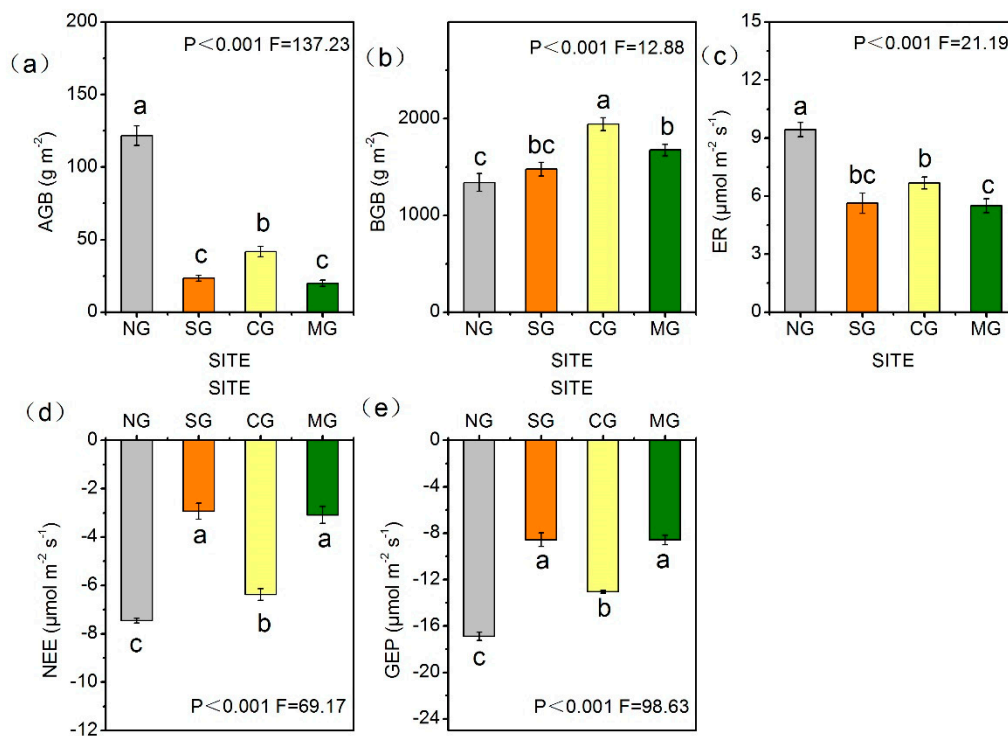 (a)
P<0.001 F=137.23
AGB (g m-2)
200
150
100
50
0
a
c
b
c
NG SG CG MG
SITE
(b)
P<0.001 F=12.88
BGB (g m-2)
2000
1000
0
c
bc
a
b
NG SG CG MG
SITE
(c)
P<0.001 F=21.19
ER (μmol m-2 s-1)
15
12
9
6
3
0
a
bc
b
c
NG SG CG MG
SITE
(d)
SITE
NG SG CG MG
NEE (μmol m-2 s-1)
0
-2
-4
-6
-8
-10
-12
c
a
b
a
P<0.001 F=69.17
(e)
SITE
NG SG CG MG
GEP (μmol m-2 s-1)
0
-4
-8
-12
-16
-20
-24
c
a
b
a
P<0.001 F=98.63